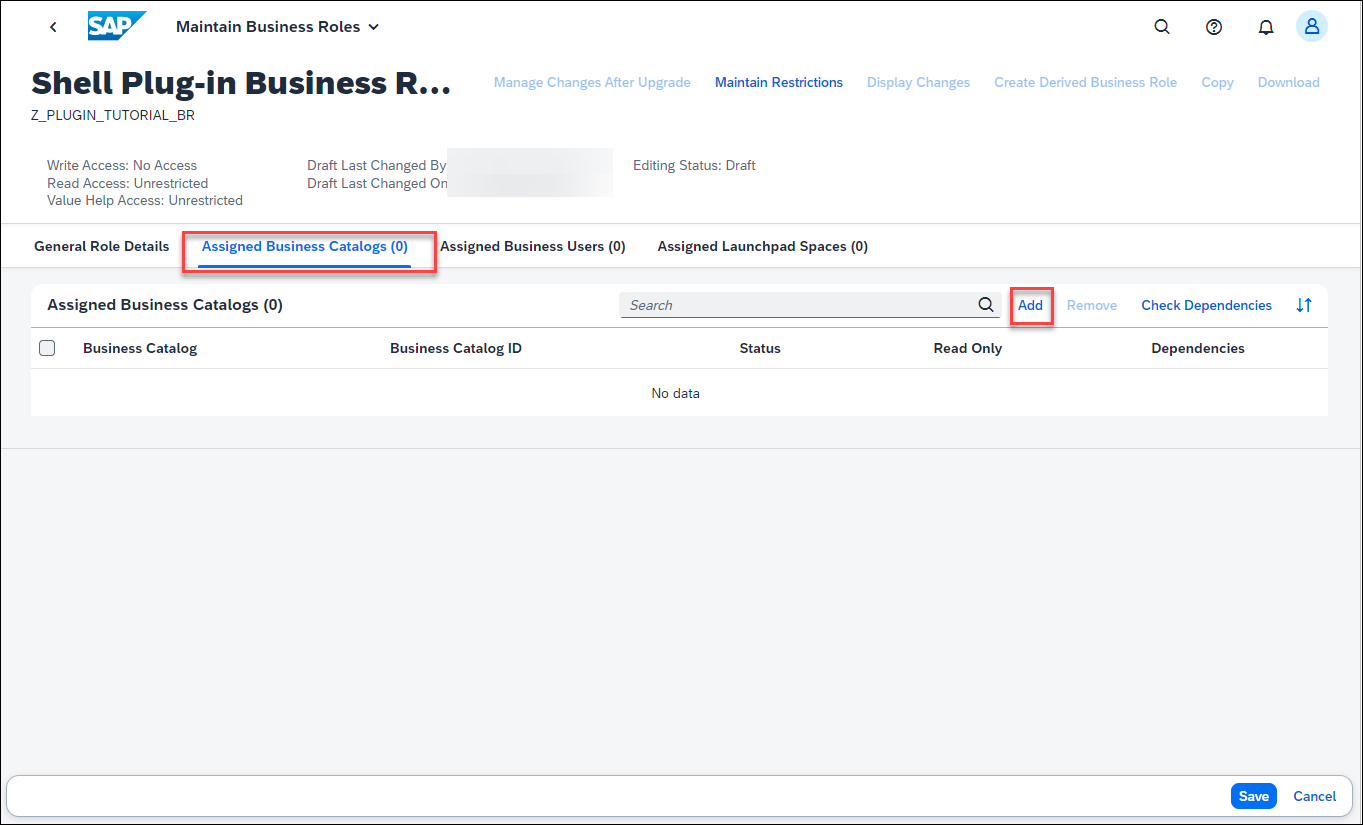 SAP Maintain Business Roles
Shell Plug-in Business R...
Manage Changes After Upgrade Maintain Restrictions Display Changes Create Derived Business Role Copy Download
Z_PLUGIN_TUTORIAL_BR
Write Access: No Access
Read Access: Unrestricted
Value Help Access: Unrestricted
Draft Last Changed By
Draft Last Changed On
Editing Status: Draft
General Role Details Assigned Business Catalogs (0) Assigned Business Users (0) Assigned Launchpad Spaces (0)
Assigned Business Catalogs (0) Search Add Remove Check Dependencies
Business Catalog Business Catalog ID Status Read Only Dependencies
No data
Save Cancel